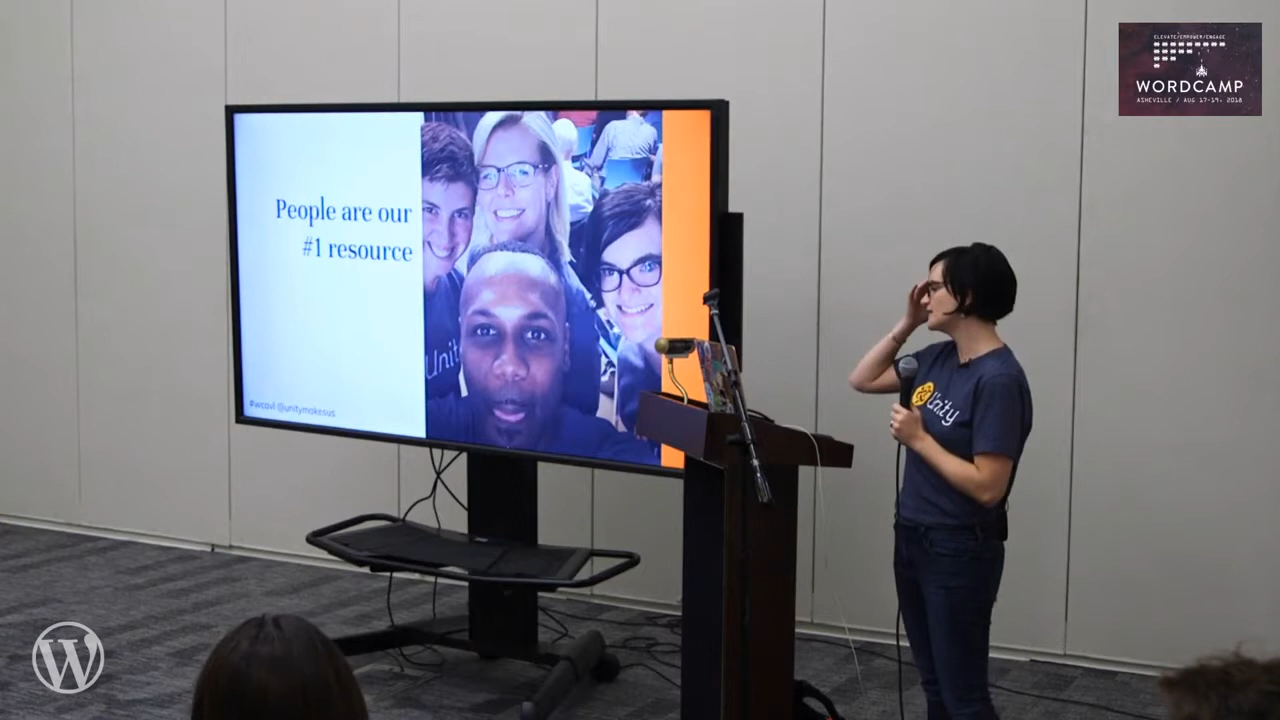 ELEVATE/EMPOWER/ENGAGE
WORDCAMP
ASHEVILLE / AUG 17-19, 2018
People are our
#1 resource
Unity
#wcavl @unitymakesus
Unity